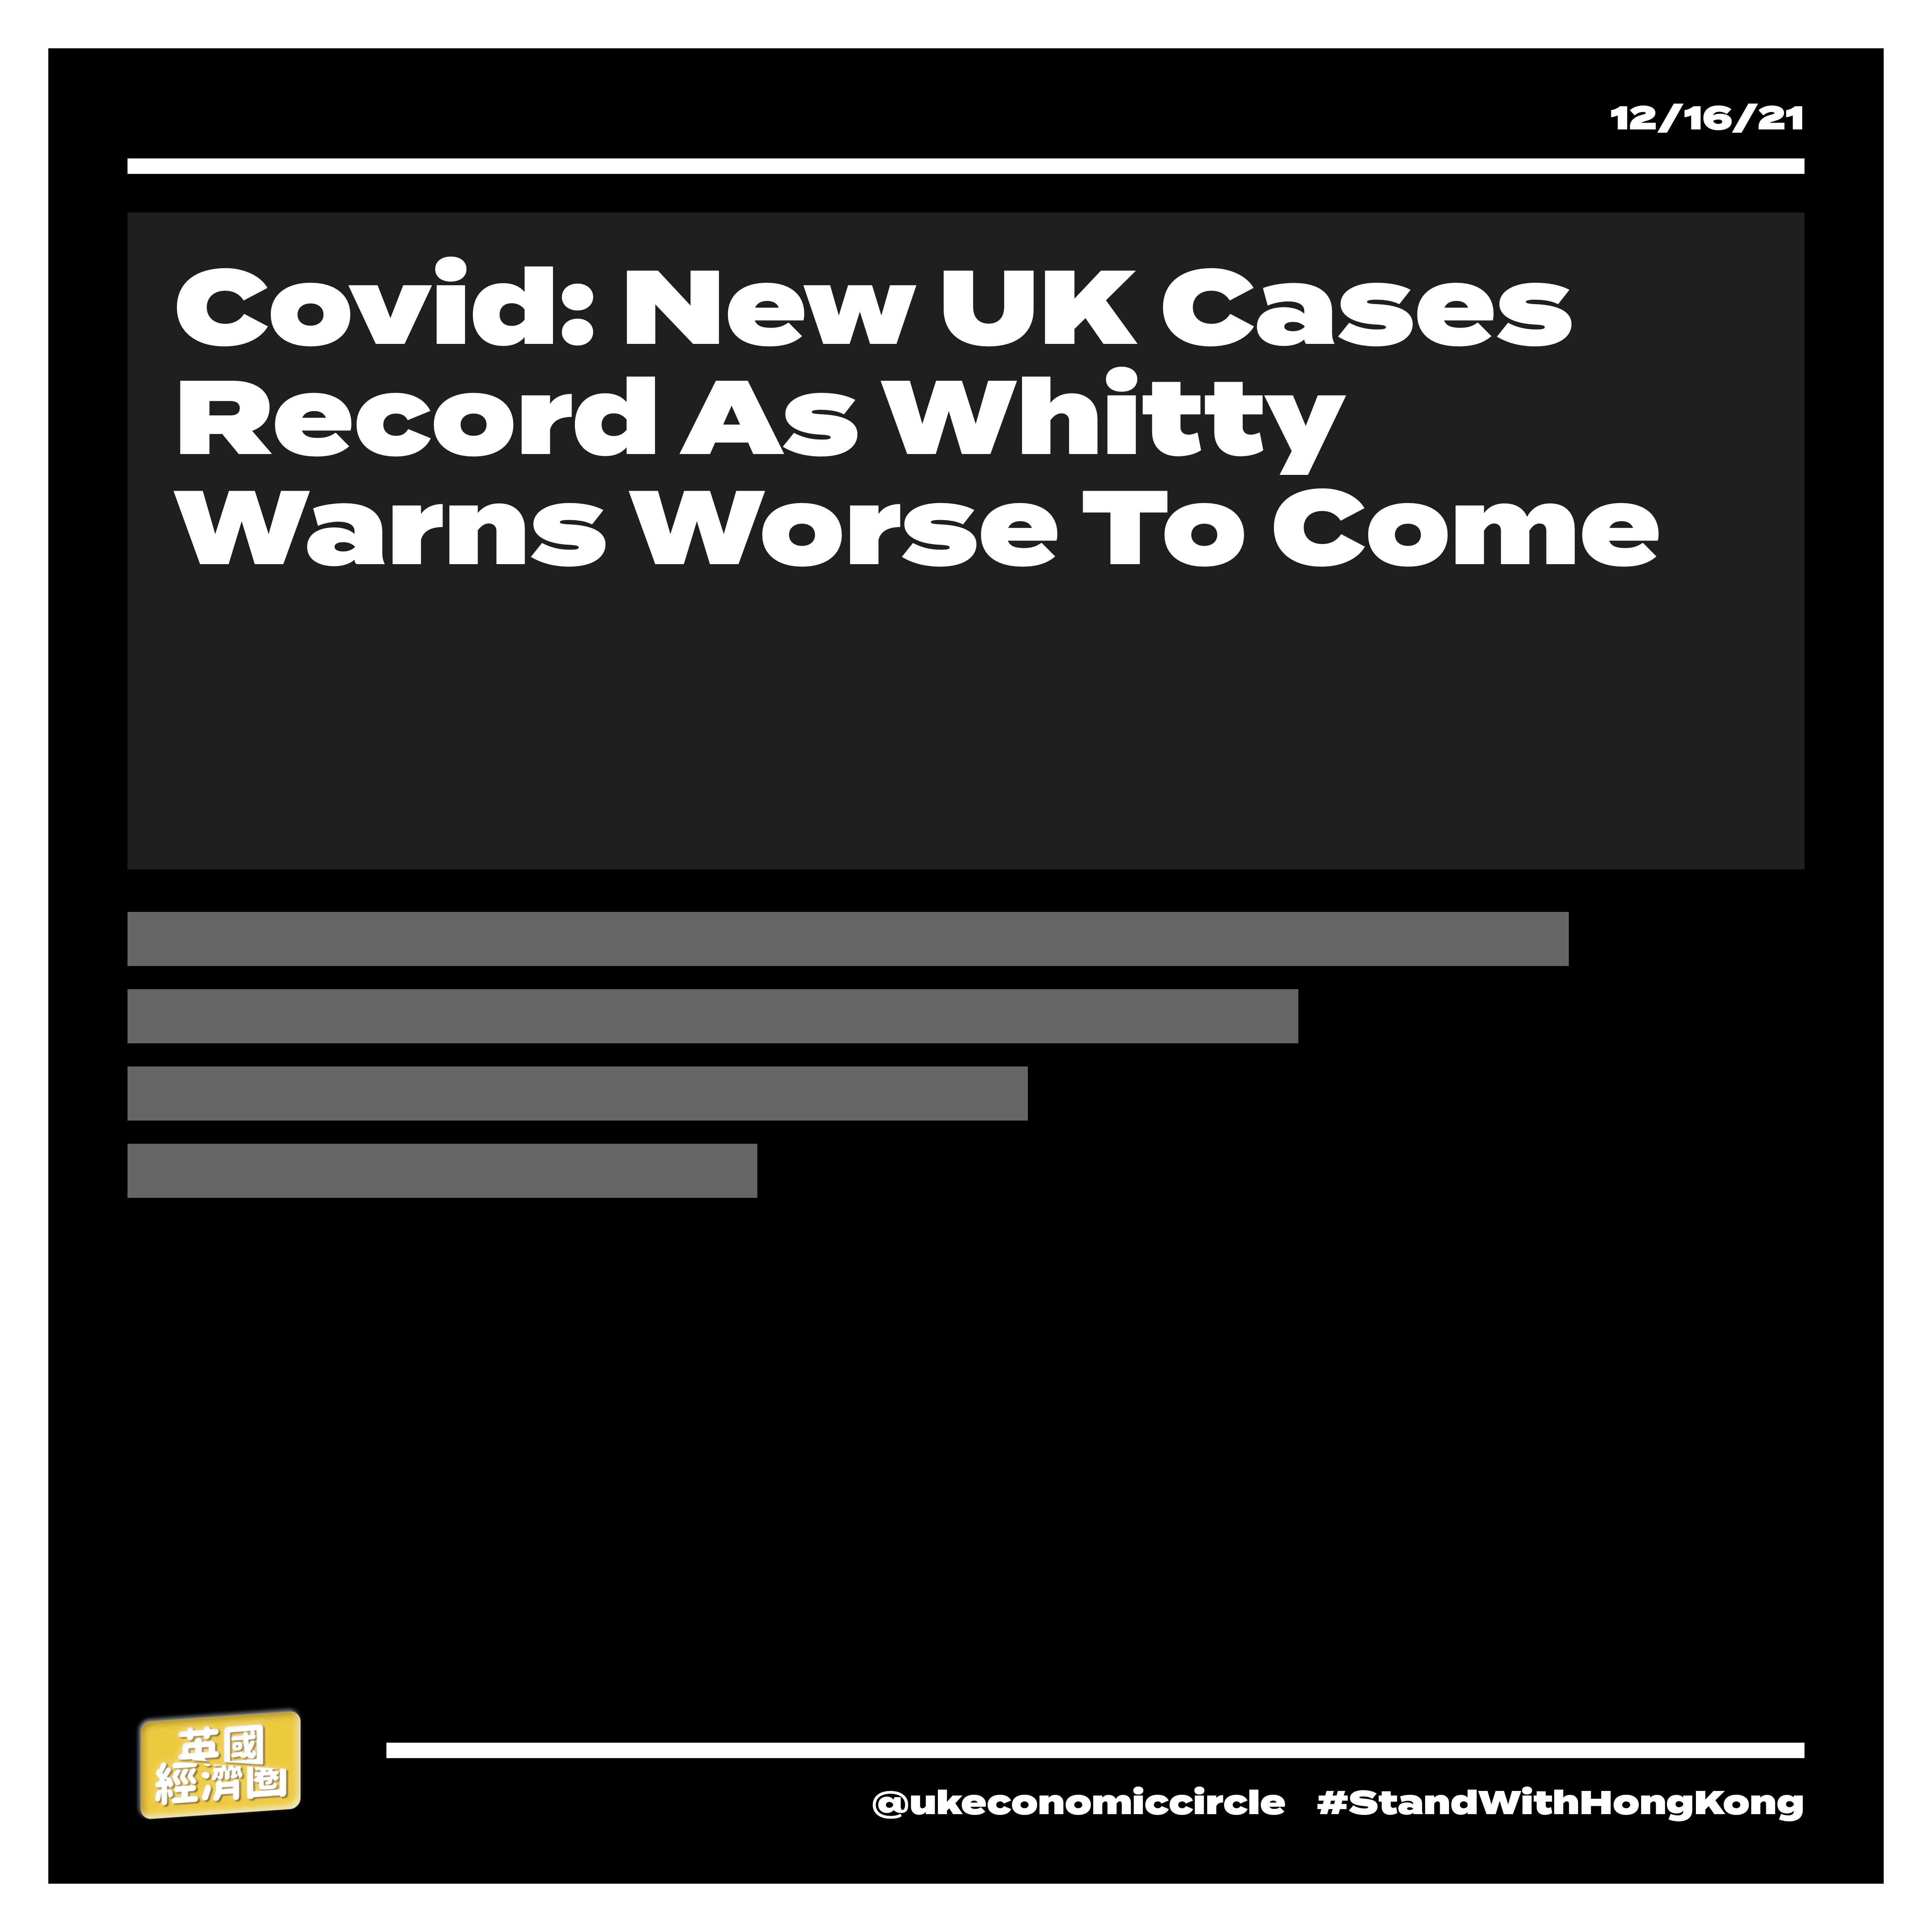 12/16/21
Covid: New UK Cases
Record As Whitty
Warns Worse To Come
英國
經濟圈
@ukeconomiccircle #StandWithHongKong